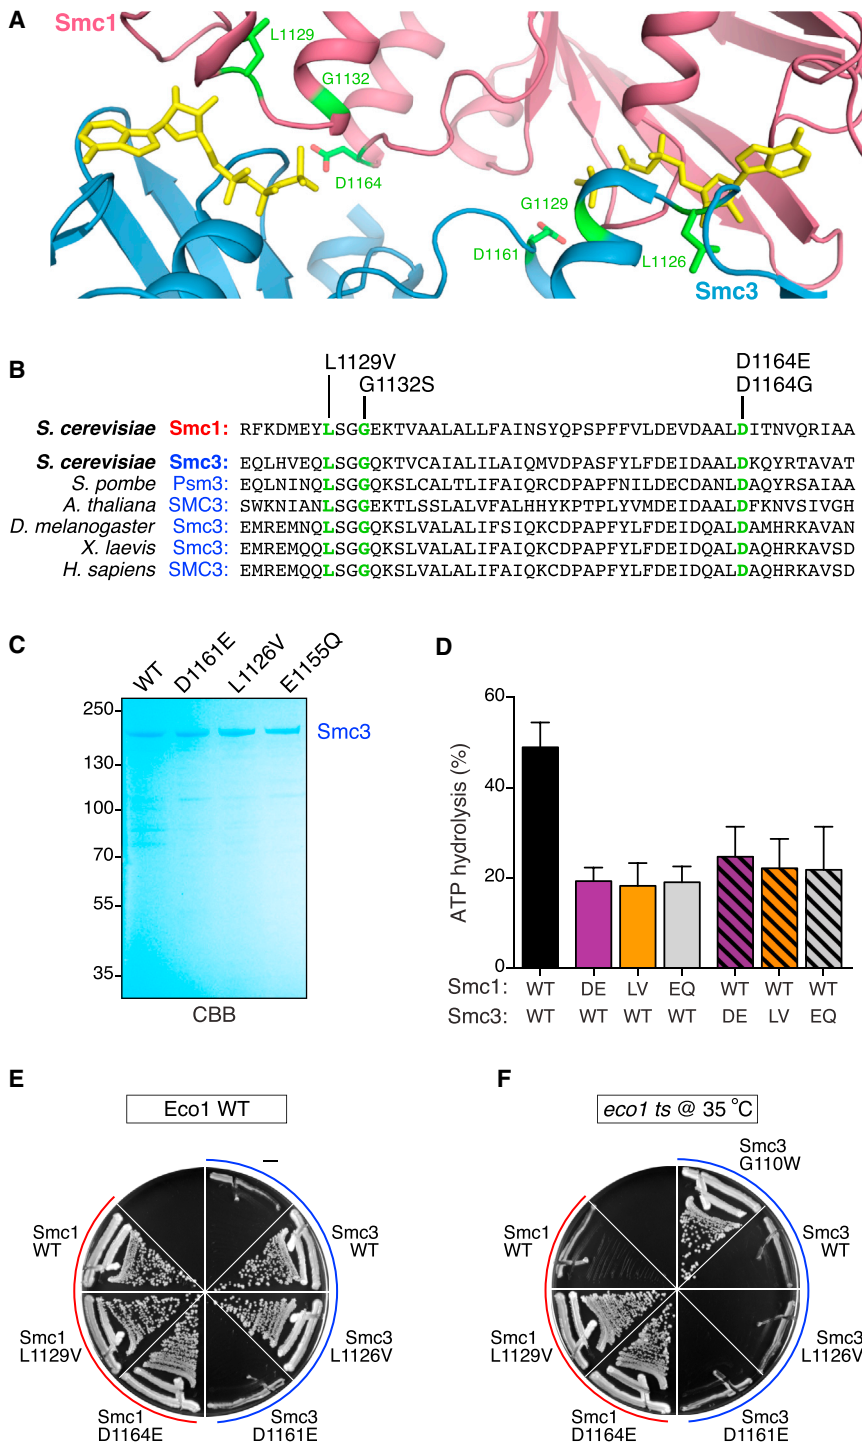 A
Smc1
L1129
G1132
D1164
G1129
D1161
L1126
Smc3
B
L1129V
G1132S
D1164E
D1164G
S. cerevisiae Smc1: RFKDMEYLSGGEKTVAALALLFAINSYQPSPFFVLDEVDAALDITNVQRIAA
S. cerevisiae Smc3: EQLHVEQLSGGQKTVCAIALILAIQMVDPASFYLFDEIDAALDKQYRTAVAT
S. pombe Psm3: EQLNINQLSGGQKSLCALTLIFAIQRCDPAPFNILDECDANLDAQYRSAIAA
A. thaliana SMC3: SWKNIANLSGGEKTLSSLALVFALHHYKPTPLYVMDEIDAALDFKNVSIVGH
D. melanogaster Smc3: EMREMNQLSGGQKSLVALALIFSIQKCDPAPFYLFDEIDQALDAMHRKAVAN
X. laevis Smc3: EMREMQQLSGGQKSLVALALIFAIQKCDPAPFYLFDEIDQALDAQHRKAVSD
H. sapiens SMC3: EMREMQQLSGGQKSLVALALIFAIQKCDPAPFYLFDEIDQALDAQHRKAVSD
C
WT D1161E L1126V E1155Q
250
130
100
70
55
35
Smc3
CBB
D
ATP hydrolysis (%)
60
40
20
0
Smc1: WT DE LV EQ WT WT WT
Smc3: WT WT WT WT DE LV EQ
E
Eco1 WT
–
Smc1
WT
Smc3
WT
Smc1
L1129V
Smc3
L1126V
Smc1
D1164E
Smc3
D1161E
F
eco1 ts @ 35 °C
Smc3
G110W
Smc1
WT
Smc3
WT
Smc1
L1129V
Smc3
L1126V
Smc1
D1164E
Smc3
D1161E